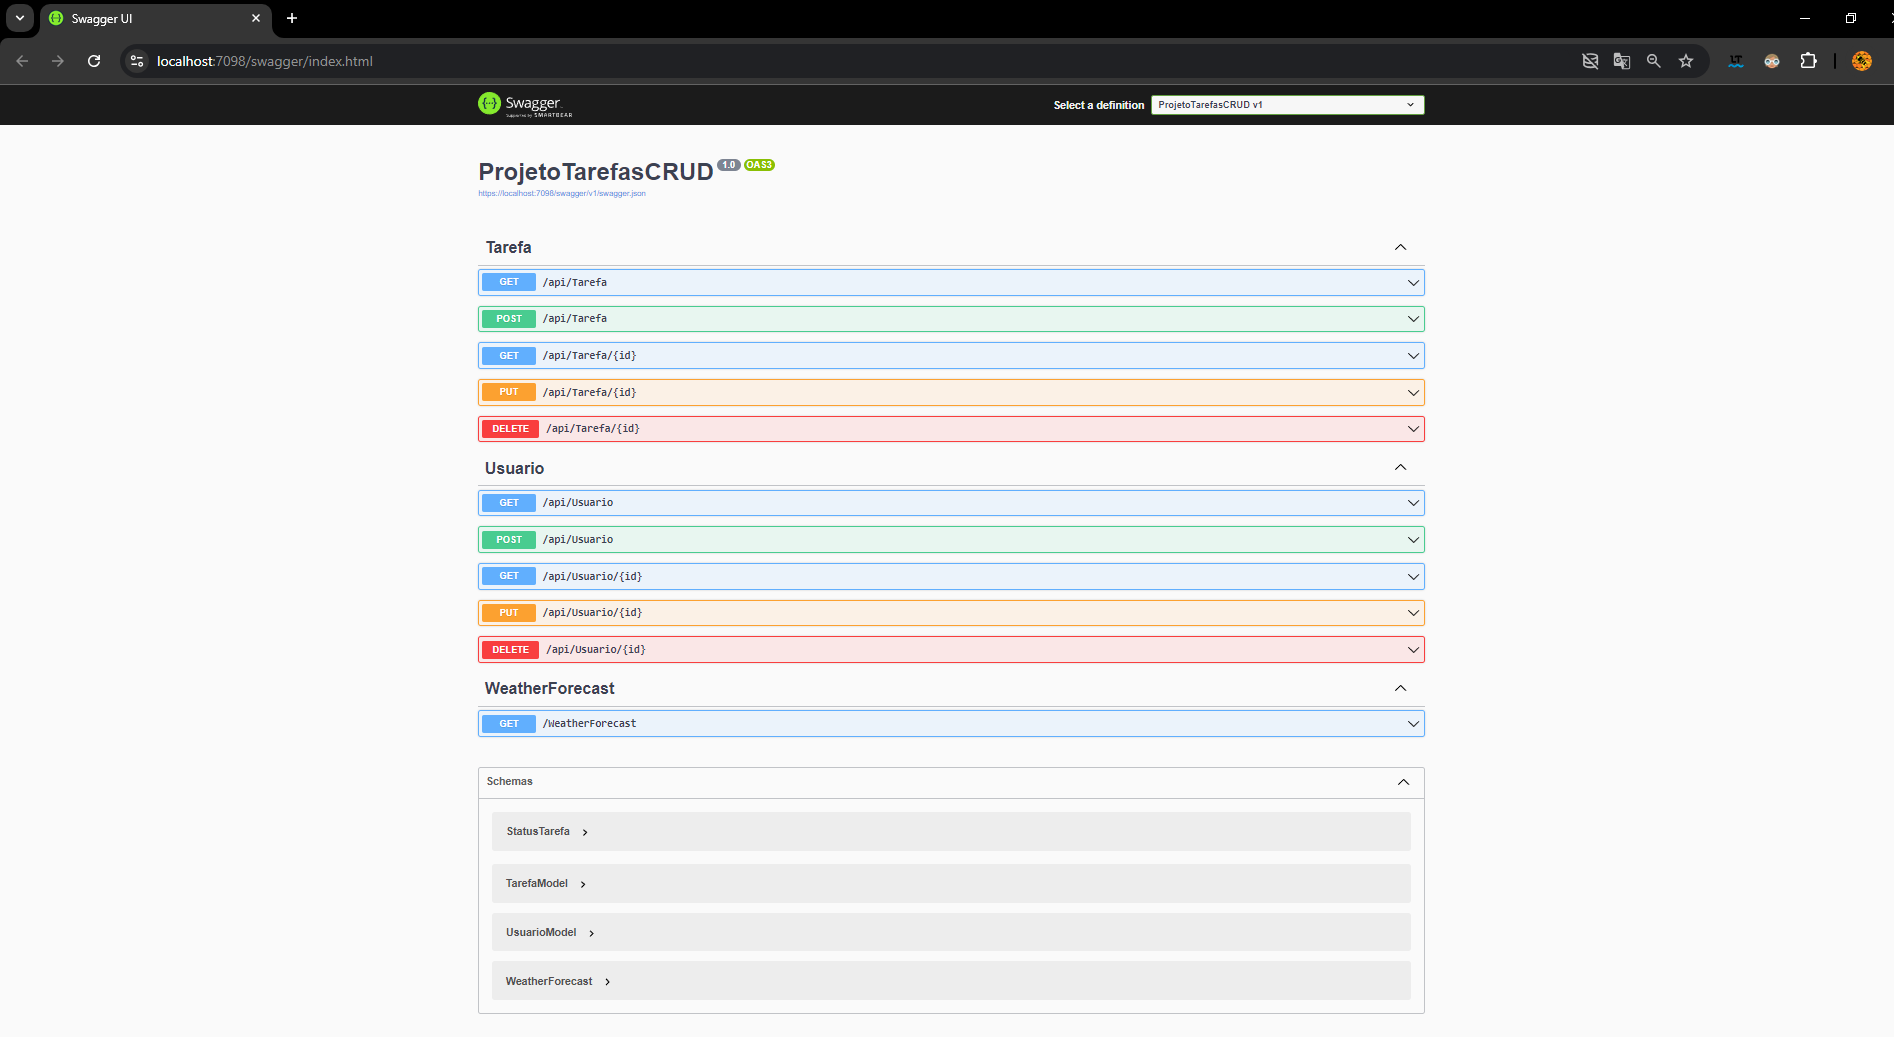 Swagger UI
localhost:7098/swagger/index.html
Swagger.
Supported by SMARTBEAR
Select a definition
ProjetoTarefasCRUD v1
ProjetoTarefasCRUD 1.0 OAS3
https://localhost:7098/swagger/v1/swagger.json
Tarefa
GET /api/Tarefa
POST /api/Tarefa
GET /api/Tarefa/{id}
PUT /api/Tarefa/{id}
DELETE /api/Tarefa/{id}
Usuario
GET /api/Usuario
POST /api/Usuario
GET /api/Usuario/{id}
PUT /api/Usuario/{id}
DELETE /api/Usuario/{id}
WeatherForecast
GET /WeatherForecast
Schemas
StatusTarefa
TarefaModel
UsuarioModel
WeatherForecast